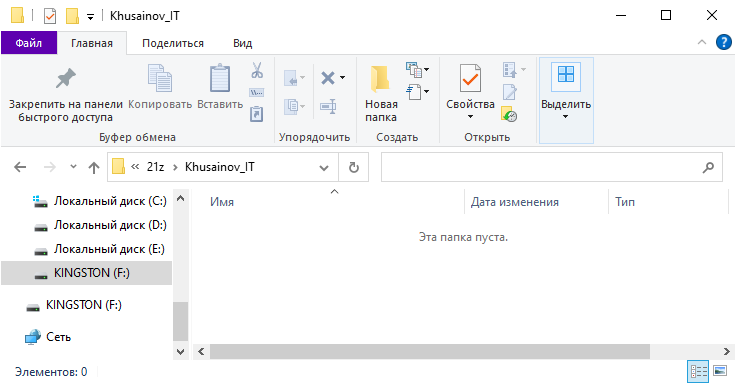 Khusainov_IT
Файл Главная Поделиться Вид
Закрепить на панели быстрого доступа
Копировать
Вставить
Новая папка
Свойства
Выделить
Буфер обмена
Упорядочить
Создать
Открыть
21z
Khusainov_IT
Локальный диск (C:)
Локальный диск (D:)
Локальный диск (E:)
KINGSTON (F:)
KINGSTON (F:)
Сеть
Имя
Дата изменения
Тип
Эта папка пуста.
Элементов: 0